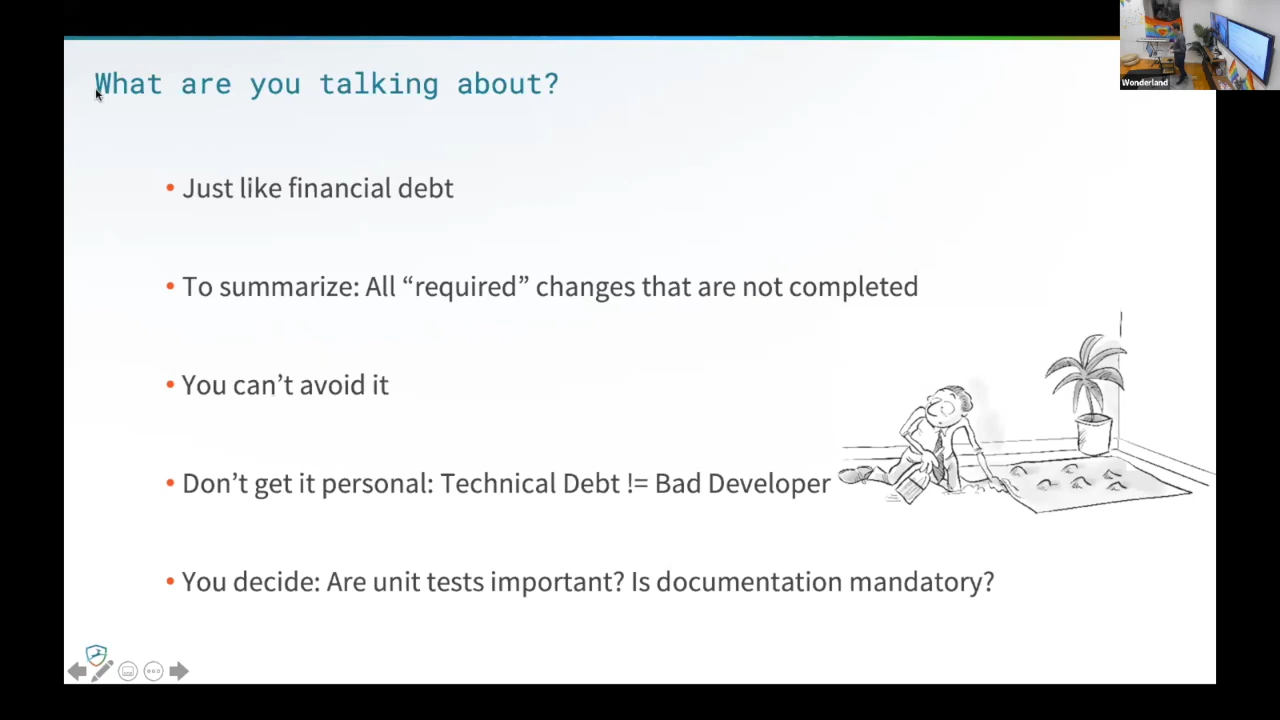 What are you talking about?
Wonderland
• Just like financial debt
• To summarize: All “required” changes that are not completed
• You can’t avoid it
• Don’t get it personal: Technical Debt != Bad Developer
• You decide: Are unit tests important? Is documentation mandatory?